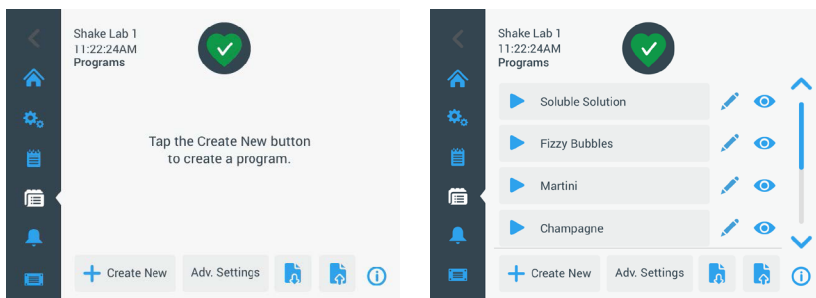 Shake Lab 1
11:22:24AM
Programs
Tap the Create New button
to create a program.
Create New
Adv. Settings
Shake Lab 1
11:22:24AM
Programs
Soluble Solution
Fizzy Bubbles
Martini
Champagne
Create New
Adv. Settings